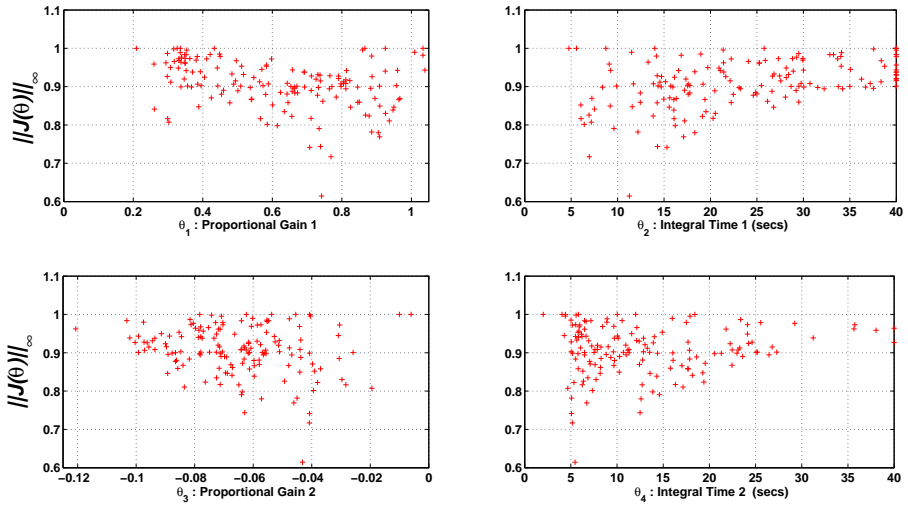 1.1
1
0.9
0.8
0.7
0.6
||J(θ)||∞
0 0.2 0.4 0.6 0.8 1
θ1 : Proportional Gain 1
1.1
1
0.9
0.8
0.7
0.6
0 5 10 15 20 25 30 35 40
θ2 : Integral Time 1 (secs)
1.1
1
0.9
0.8
0.7
0.6
||J(θ)||∞
−0.12 −0.1 −0.08 −0.06 −0.04 −0.02 0
θ3 : Proportional Gain 2
1.1
1
0.9
0.8
0.7
0.6
0 5 10 15 20 25 30 35 40
θ4 : Integral Time 2 (secs)